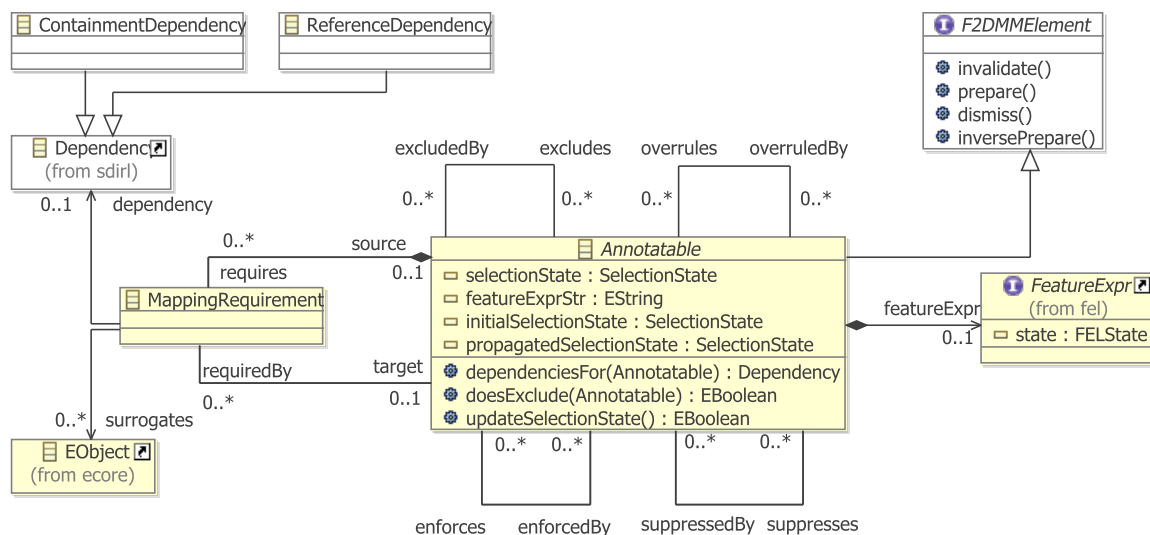 ContainmentDependency
ReferenceDependency
F2DMMElement
invalidate()
prepare()
dismiss()
inversePrepare()
Dependency
(from sdirl)
0..1
dependency
excludedBy
excludes
0..*
0..*
overrules
overruledBy
0..*
0..*
0..*
requires
source
0..1
MappingRequirement
Annotatable
selectionState : SelectionState
featureExprStr : EString
initialSelectionState : SelectionState
propagatedSelectionState : SelectionState
dependenciesFor(Annotatable) : Dependency
doesExclude(Annotatable) : EBoolean
updateSelectionState() : EBoolean
featureExpr
0..1
FeatureExpr
(from fel)
state : FELState
requiredBy
0..*
target
0..1
0..*
surrogates
EObject
(from ecore)
0..*
0..*
enforces
enforcedBy
0..*
0..*
suppressedBy
suppresses